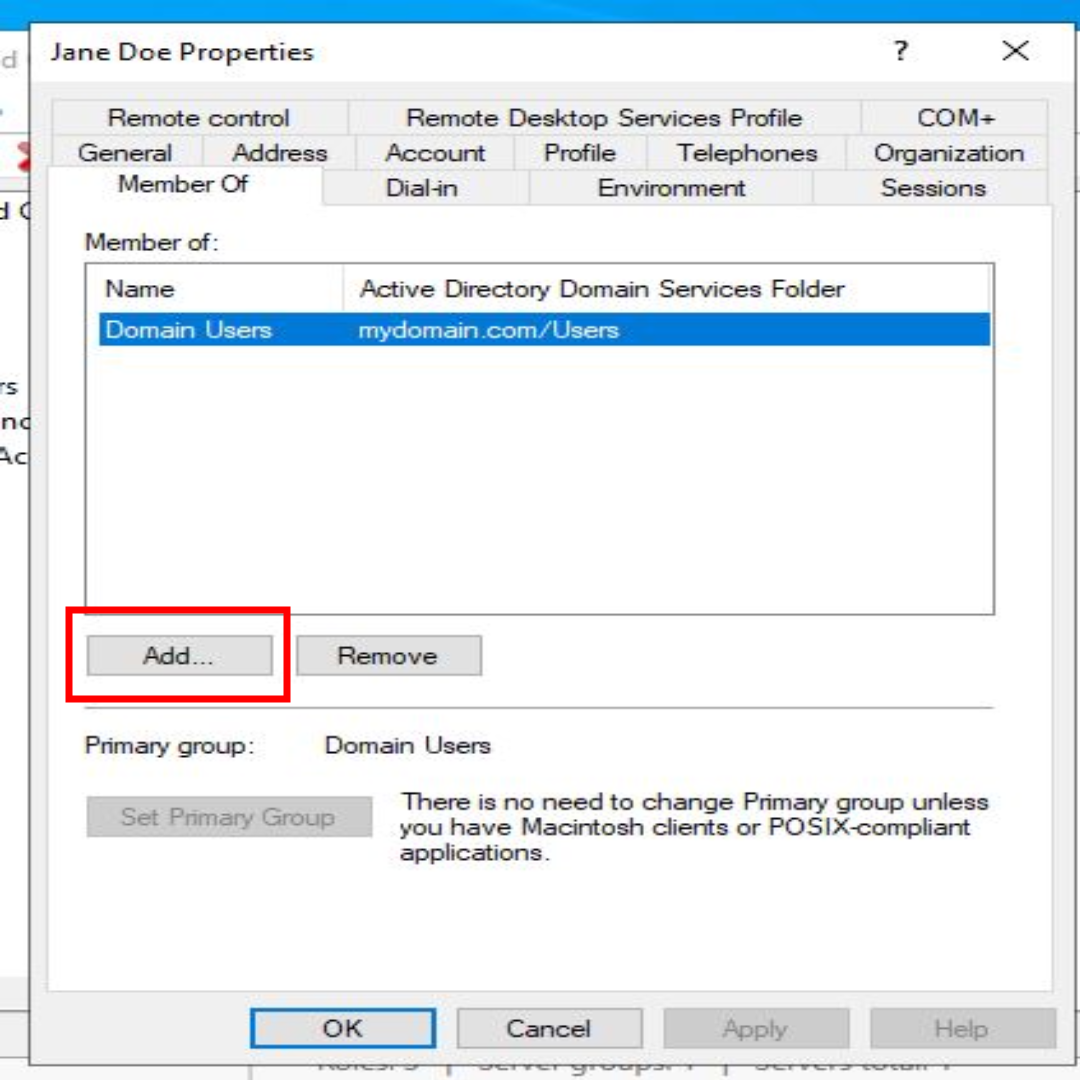 Jane Doe Properties ? X
Remote control Remote Desktop Services Profile COM+
General Address Account Profile Telephones Organization
Member Of Dial-in Environment Sessions
Member of:
Name Active Directory Domain Services Folder
Domain Users mydomain.com/Users
Add... Remove
Primary group: Domain Users
Set Primary Group
There is no need to change Primary group unless
you have Macintosh clients or POSIX-compliant
applications.
OK Cancel Apply Help